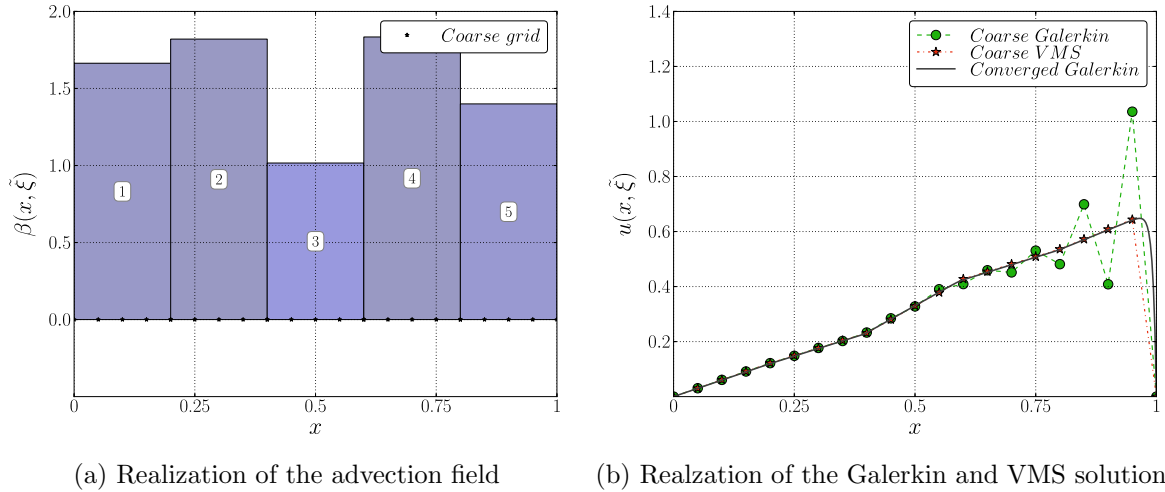 2.0
1.5
1.0
0.5
0.0
β(x, ξ̃)
Coarse grid
1
2
3
4
5
0
0.25
0.5
0.75
1
x
(a) Realization of the advection field
1.4
1.2
1.0
0.8
0.6
0.4
0.2
u(x, ξ̃)
Coarse Galerkin
Coarse VMS
Converged Galerkin
0
0.25
0.5
0.75
1
x
(b) Realzation of the Galerkin and VMS solution